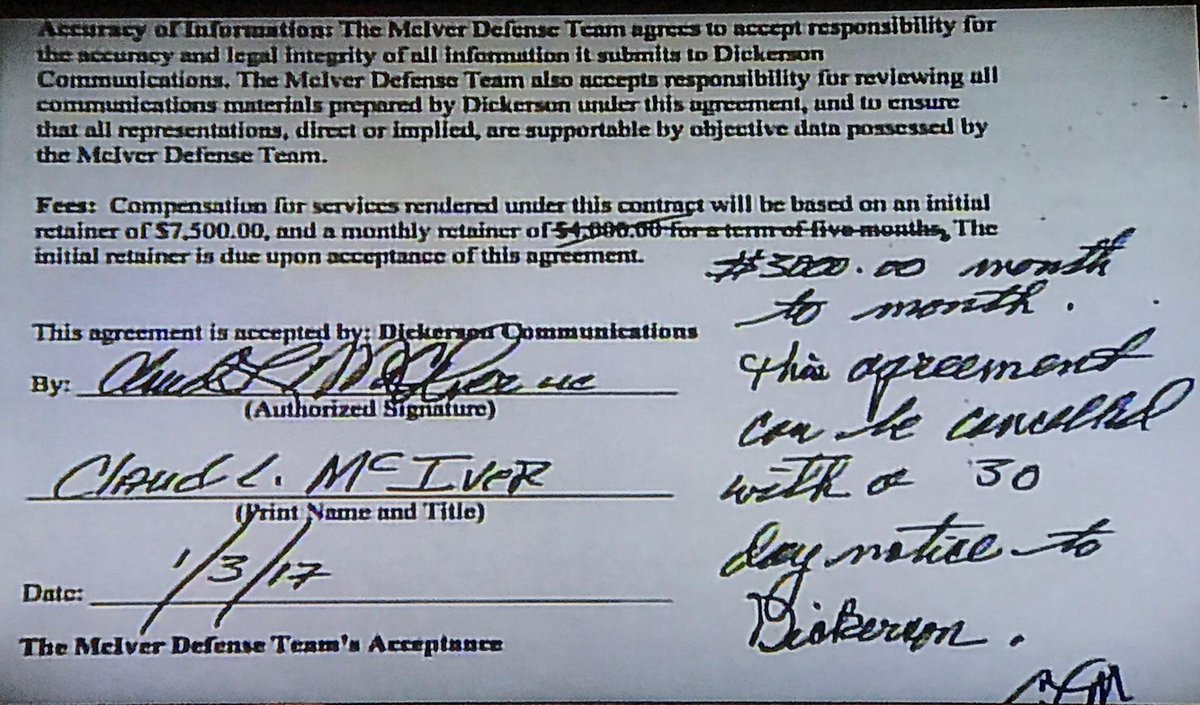 Accuracy of Information: The McIver Defense Team agrees to accept responsibility for
the accuracy and legal integrity of all information it submits to Dickerson
Communications. The McIver Defense Team also accepts responsibility for reviewing all
communications materials prepared by Dickerson under this agreement, and to ensure
that all representations, direct or implied, are supportable by objective data possessed by
the McIver Defense Team.
Fees: Compensation for services rendered under this contract will be based on an initial
retainer of $7,500.00, and a monthly retainer of $4,000.00 for a term of five months, The
initial retainer is due upon acceptance of this agreement.
$3000.00 month
to month.
This agreement
can be cancelled
with a 30
day notice to
Dickerson.
This agreement is accepted by: Dickerson Communications
By:
(Authorized Signature)
Claud L. McIver
(Print Name and Title)
Date: 1/3/17
The McIver Defense Team's Acceptance